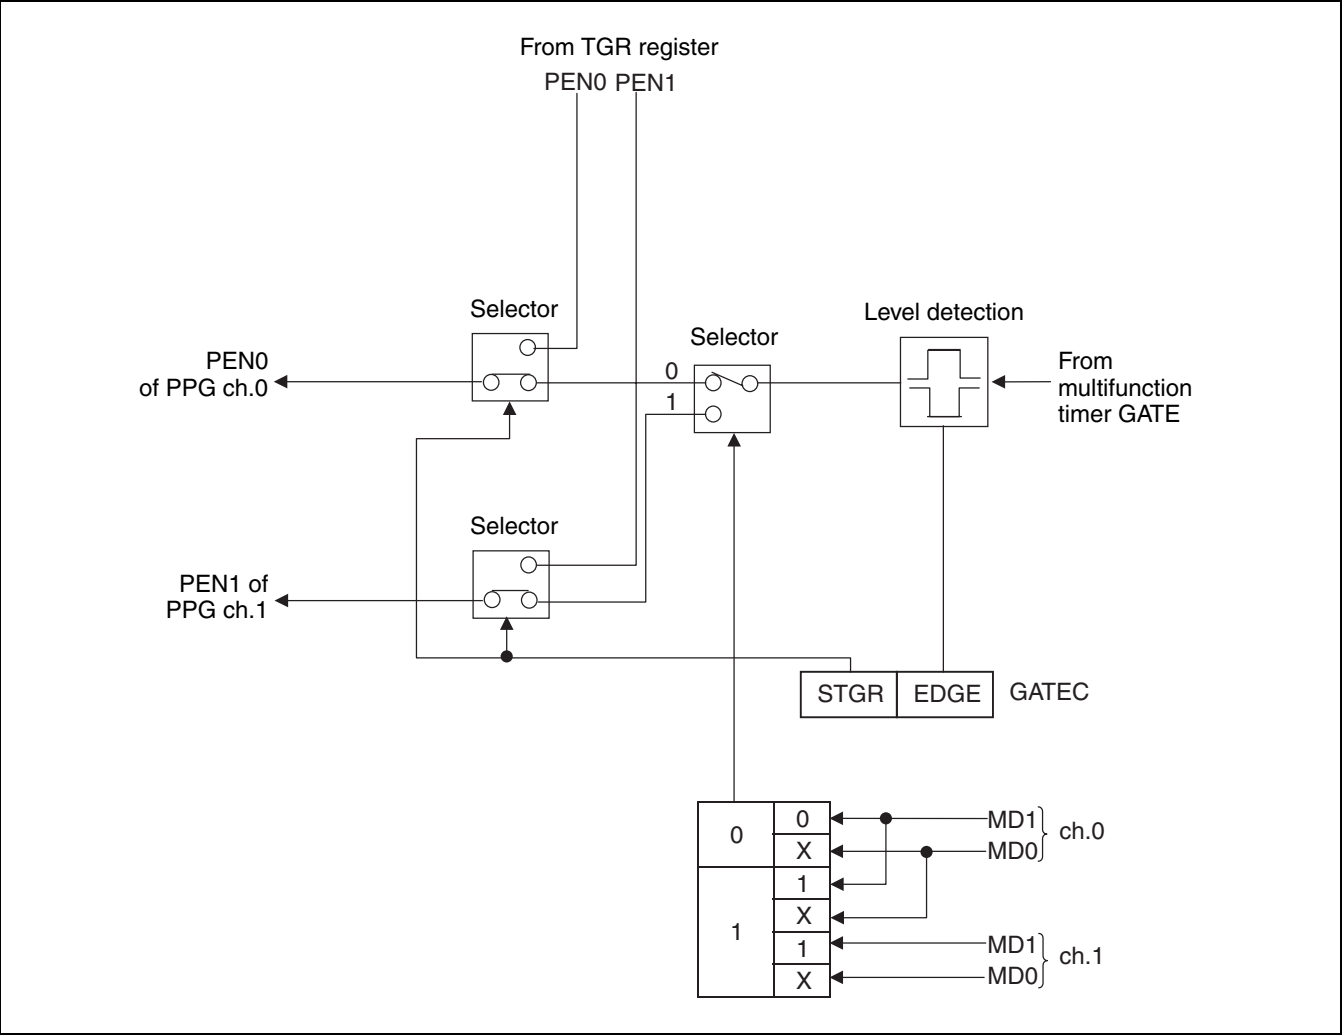 From TGR register
PEN0 PEN1
Selector
Selector
Level detection
PEN0
of PPG ch.0
0
1
From
multifunction
timer GATE
Selector
PEN1 of
PPG ch.1
STGR EDGE GATEC
0
0
X
1
1
X
1
X
MD1
MD0
ch.0
MD1
MD0
ch.1